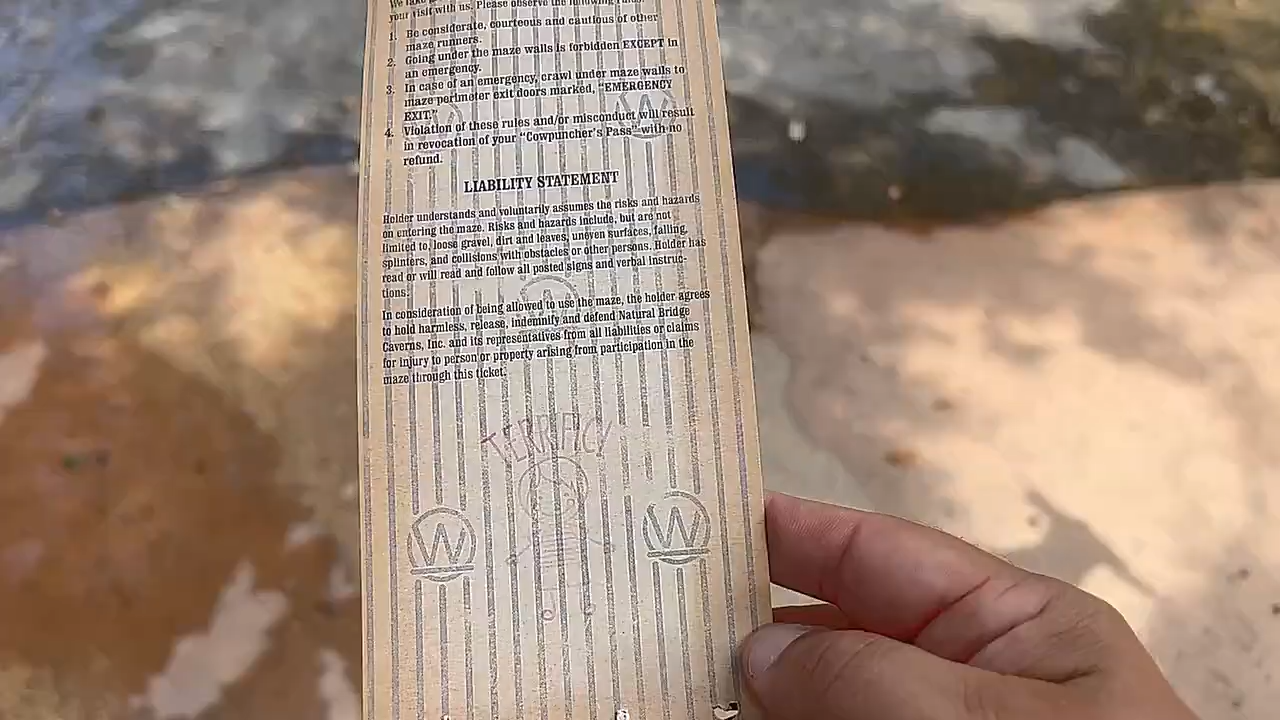 We take
your visit with us. Please observe the following rules:
1. Be considerate, courteous and cautious of other
maze runners.
2. Going under the maze walls is forbidden EXCEPT in
an emergency.
3. In case of an emergency, crawl under maze walls to
maze perimeter exit doors marked, "EMERGENCY
EXIT."
4. Violation of these rules and/or misconduct will result
in revocation of your "Cowpuncher's Pass" with no
refund.
LIABILITY STATEMENT
Holder understands and voluntarily assumes the risks and hazards
on entering the maze. Risks and hazards include, but are not
limited to, loose gravel, dirt and leaves, uneven surfaces, falling,
splinters, and collisions with obstacles or other persons. Holder has
read or will read and follow all posted signs and verbal instruc-
tions.
In consideration of being allowed to use the maze, the holder agrees
to hold harmless, release, indemnify and defend Natural Bridge
Caverns, Inc. and its representatives from all liabilities or claims
for injury to person or property arising from participation in the
maze through this ticket.
TERRIFIC!
W W